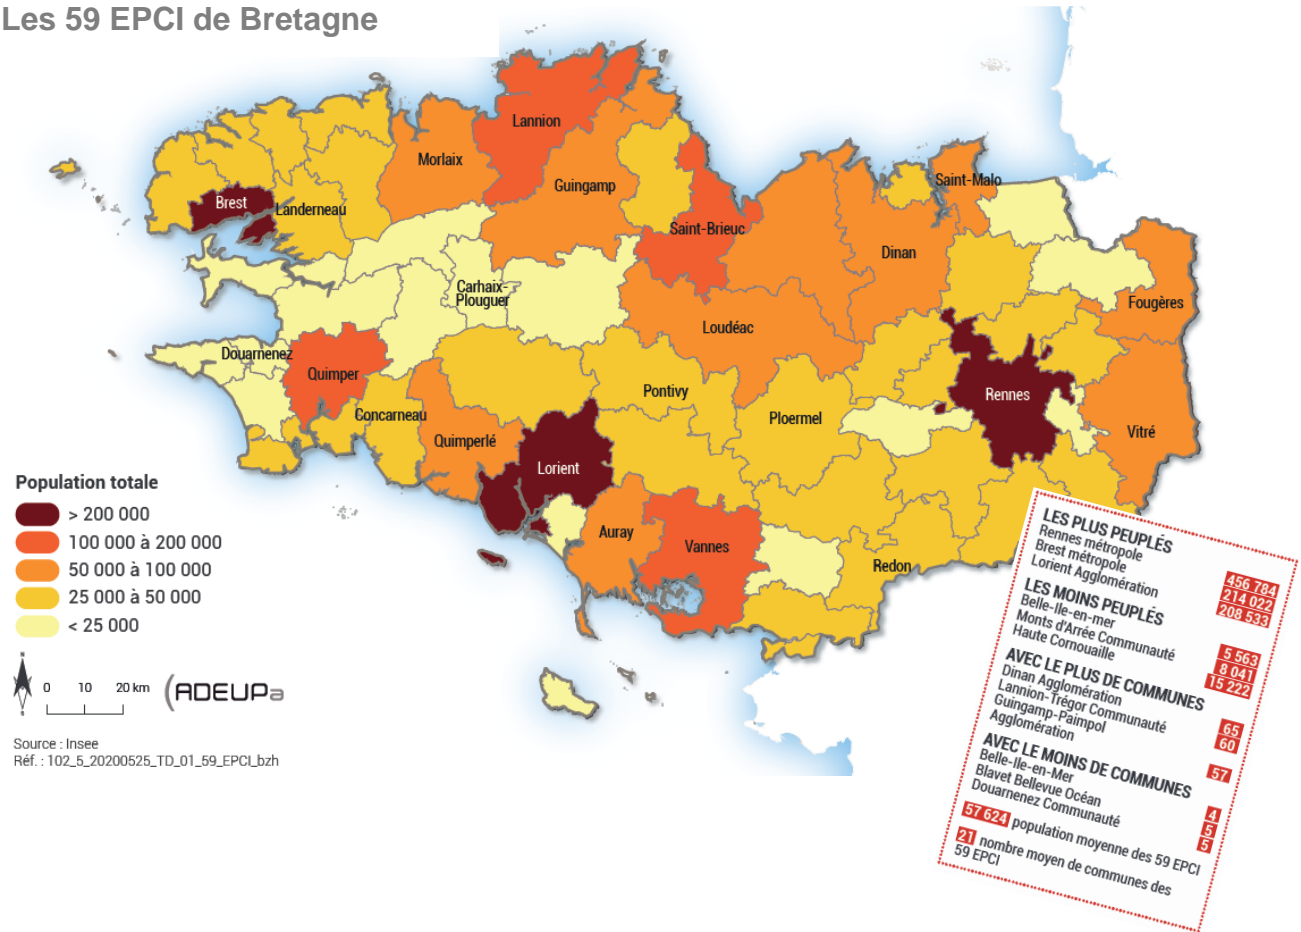 Les 59 EPCI de Bretagne
Lannion
Morlaix
Guingamp
Saint-Malo
Brest
Landerneau
Saint-Brieuc
Dinan
Carhaix-
Plouguer
Fougères
Loudéac
Douarnenez
Quimper
Pontivy
Rennes
Concarneau
Ploermel
Quimperlé
Vitré
Lorient
Auray
Vannes
Redon
Population totale
> 200 000
100 000 à 200 000
50 000 à 100 000
25 000 à 50 000
< 25 000
N
S
0 10 20 km
ADEUPa
Source : Insee
Réf. : 102_5_20200525_TD_01_59_EPCI_bzh
LES PLUS PEUPLÉS
Rennes métropole 456 784
Brest métropole 214 022
Lorient Agglomération 208 533
LES MOINS PEUPLÉS
Belle-Ile-en-mer 5 563
Monts d'Arrée Communauté 8 041
Haute Cornouaille 15 222
AVEC LE PLUS DE COMMUNES
Dinan Agglomération 65
Lannion-Trégor Communauté 60
Guingamp-Paimpol
Agglomération 57
AVEC LE MOINS DE COMMUNES
Belle-Ile-en-Mer 4
Blavet Bellevue Océan 5
Douarnenez Communauté 5
57 624 population moyenne des 59 EPCI
21 nombre moyen de communes des
59 EPCI